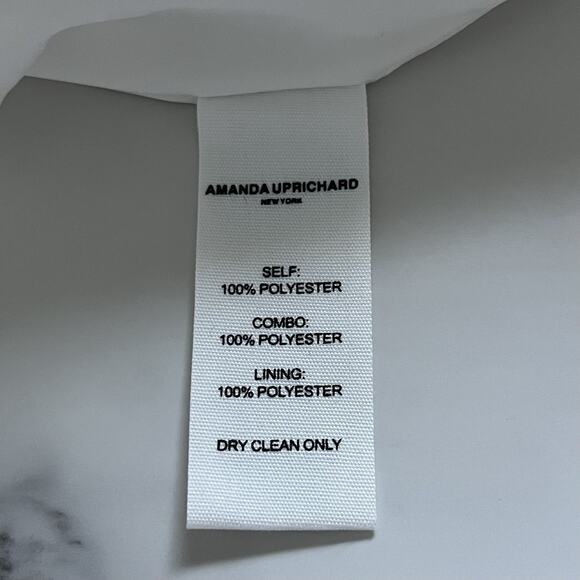 AMANDA UPRICHARD
NEW YORK
SELF:
100% POLYESTER
COMBO:
100% POLYESTER
LINING:
100% POLYESTER
DRY CLEAN ONLY